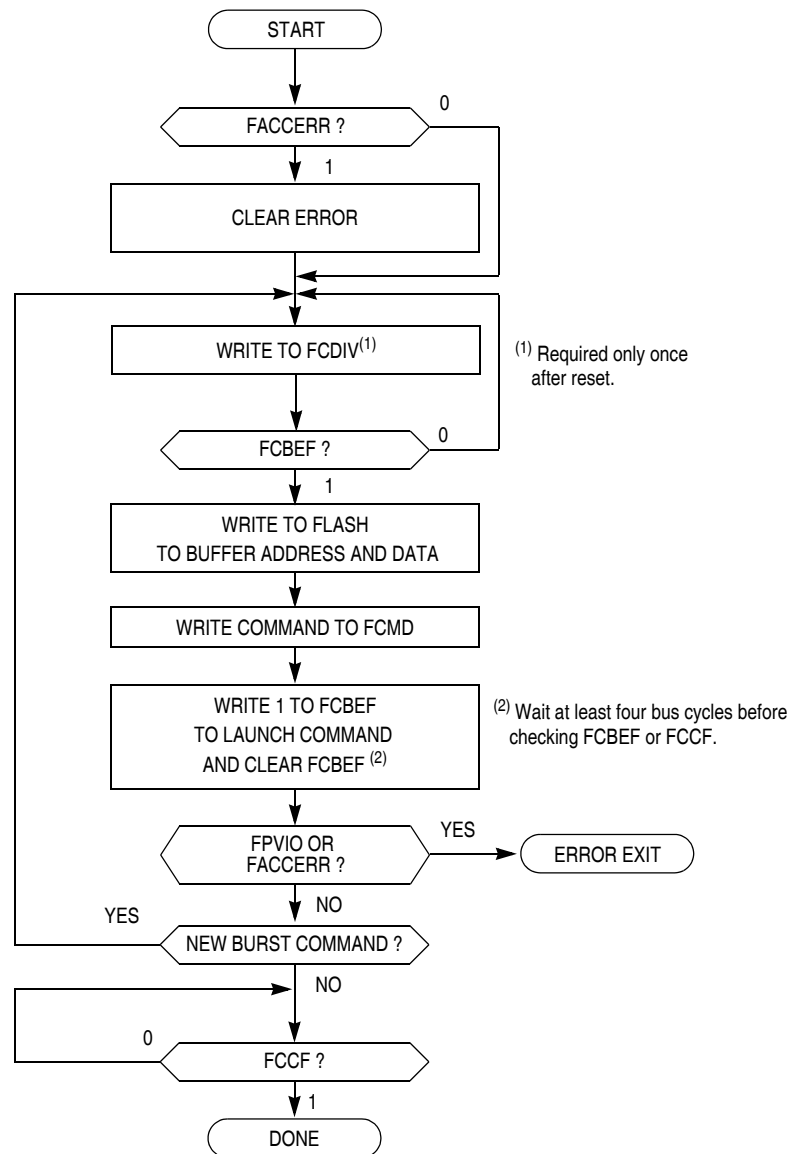 START
FACCERR ?
0
1
CLEAR ERROR
WRITE TO FCDIV(1)
(1) Required only once
after reset.
FCBEF ?
0
1
WRITE TO FLASH
TO BUFFER ADDRESS AND DATA
WRITE COMMAND TO FCMD
WRITE 1 TO FCBEF
TO LAUNCH COMMAND
AND CLEAR FCBEF (2)
(2) Wait at least four bus cycles before
checking FCBEF or FCCF.
FPVIO OR
FACCERR ?
YES
ERROR EXIT
NO
YES
NEW BURST COMMAND ?
NO
0
FCCF ?
1
DONE